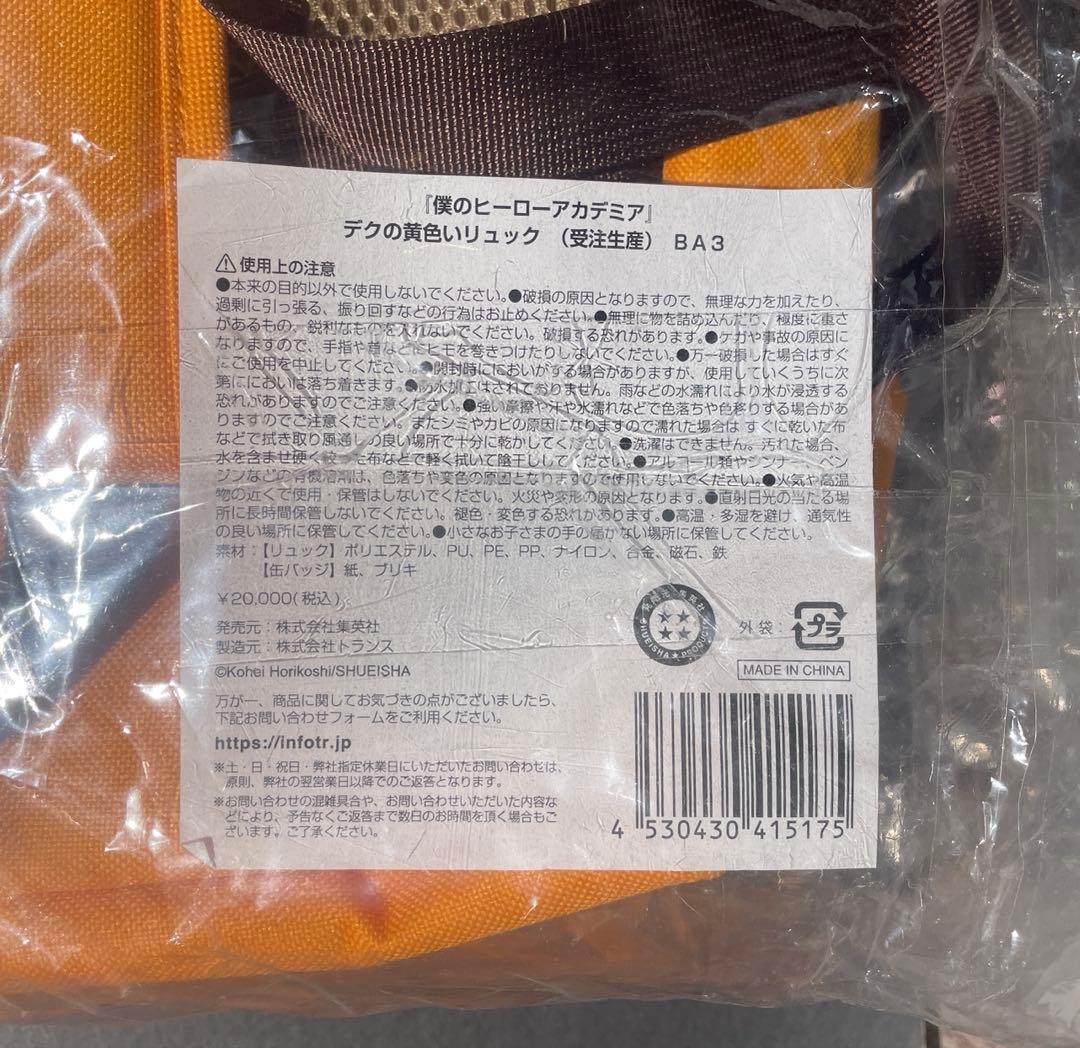 『僕のヒーローアカデミア』
デクの黄色いリュック （受注生産） BA3
⚠使用上の注意
●本来の目的以外で使用しないでください。●破損の原因となりますので、無理な力を加えたり、
過剰に引っ張る、振り回すなどの行為はお止めください。●無理に物を詰め込んだり、極度に重さ
があるもの、鋭利なものを入れないでください。破損する恐れがあります。●ケガや事故の原因に
なりますので、手指や首などにヒモを巻きつけたりしないでください。●万一破損した場合はすぐ
にご使用を中止してください。●開封時ににおいがする場合がありますが、使用していくうちに次
第ににおいは落ち着きます。●防水加工はされておりません。雨などの水濡れにより水が浸透する
恐れがありますのでご注意ください。●強い摩擦や汗や水濡れなどで色落ちや色移りする場合があ
りますのでご注意ください。またシミやカビの原因になりますので濡れた場合は すぐに乾いた布
などで拭き取り風通しの良い場所で十分に乾かしてください。●洗濯はできません。汚れた場合、
水を含ませ硬く絞った布などで軽く拭いて陰干ししてください。●アルコール類やシンナー、ベン
ジンなどの有機溶剤は、色落ちや変色の原因となりますので使用しないでください。●火気や高温
物の近くで使用・保管はしないでください。火災や変形の原因となります。●直射日光の当たる場
所に長時間保管しないでください。褪色・変色する恐れがあります。●高温・多湿を避け、通気性
の良い場所に保管してください。●小さなお子さまの手の届かない場所に保管してください。
素材：【リュック】ポリエステル、PU、PE、PP、ナイロン、合金、磁石、鉄
【缶バッジ】紙、ブリキ
￥20,000(税込)
発売元：株式会社集英社
製造元：株式会社トランス
©Kohei Horikoshi/SHUEISHA
発売元 集英社
SHUEISHA ★ PRODUCT
外袋：
プラ
MADE IN CHINA
万が一、商品に関してお気づきの点がございましたら、
下記お問い合わせフォームをご利用ください。
https://infotr.jp
※土・日・祝日・弊社指定休業日にいただいたお問い合わせは、
原則、弊社の翌営業日以降でのご返答となります。
※お問い合わせの混雑具合や、お問い合わせいただいた内容な
どにより、予告なくご返答まで数日のお時間を頂く場合もご
ざいます。ご了承ください。
4 530430 415175